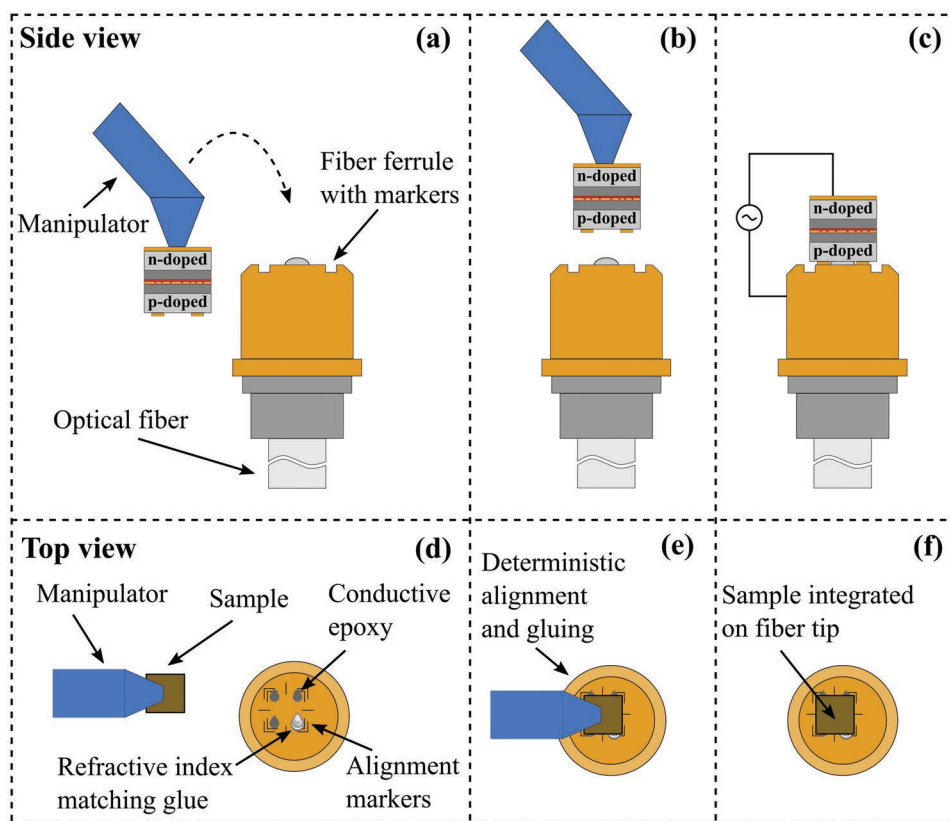 Side view
(a)
Fiber ferrule
with markers
Manipulator
n-doped
p-doped
Optical fiber
(b)
n-doped
p-doped
(c)
n-doped
p-doped
Top view
(d)
Manipulator
Sample
Conductive
epoxy
Refractive index
matching glue
Alignment
markers
(e)
Deterministic
alignment
and gluing
(f)
Sample integrated
on fiber tip